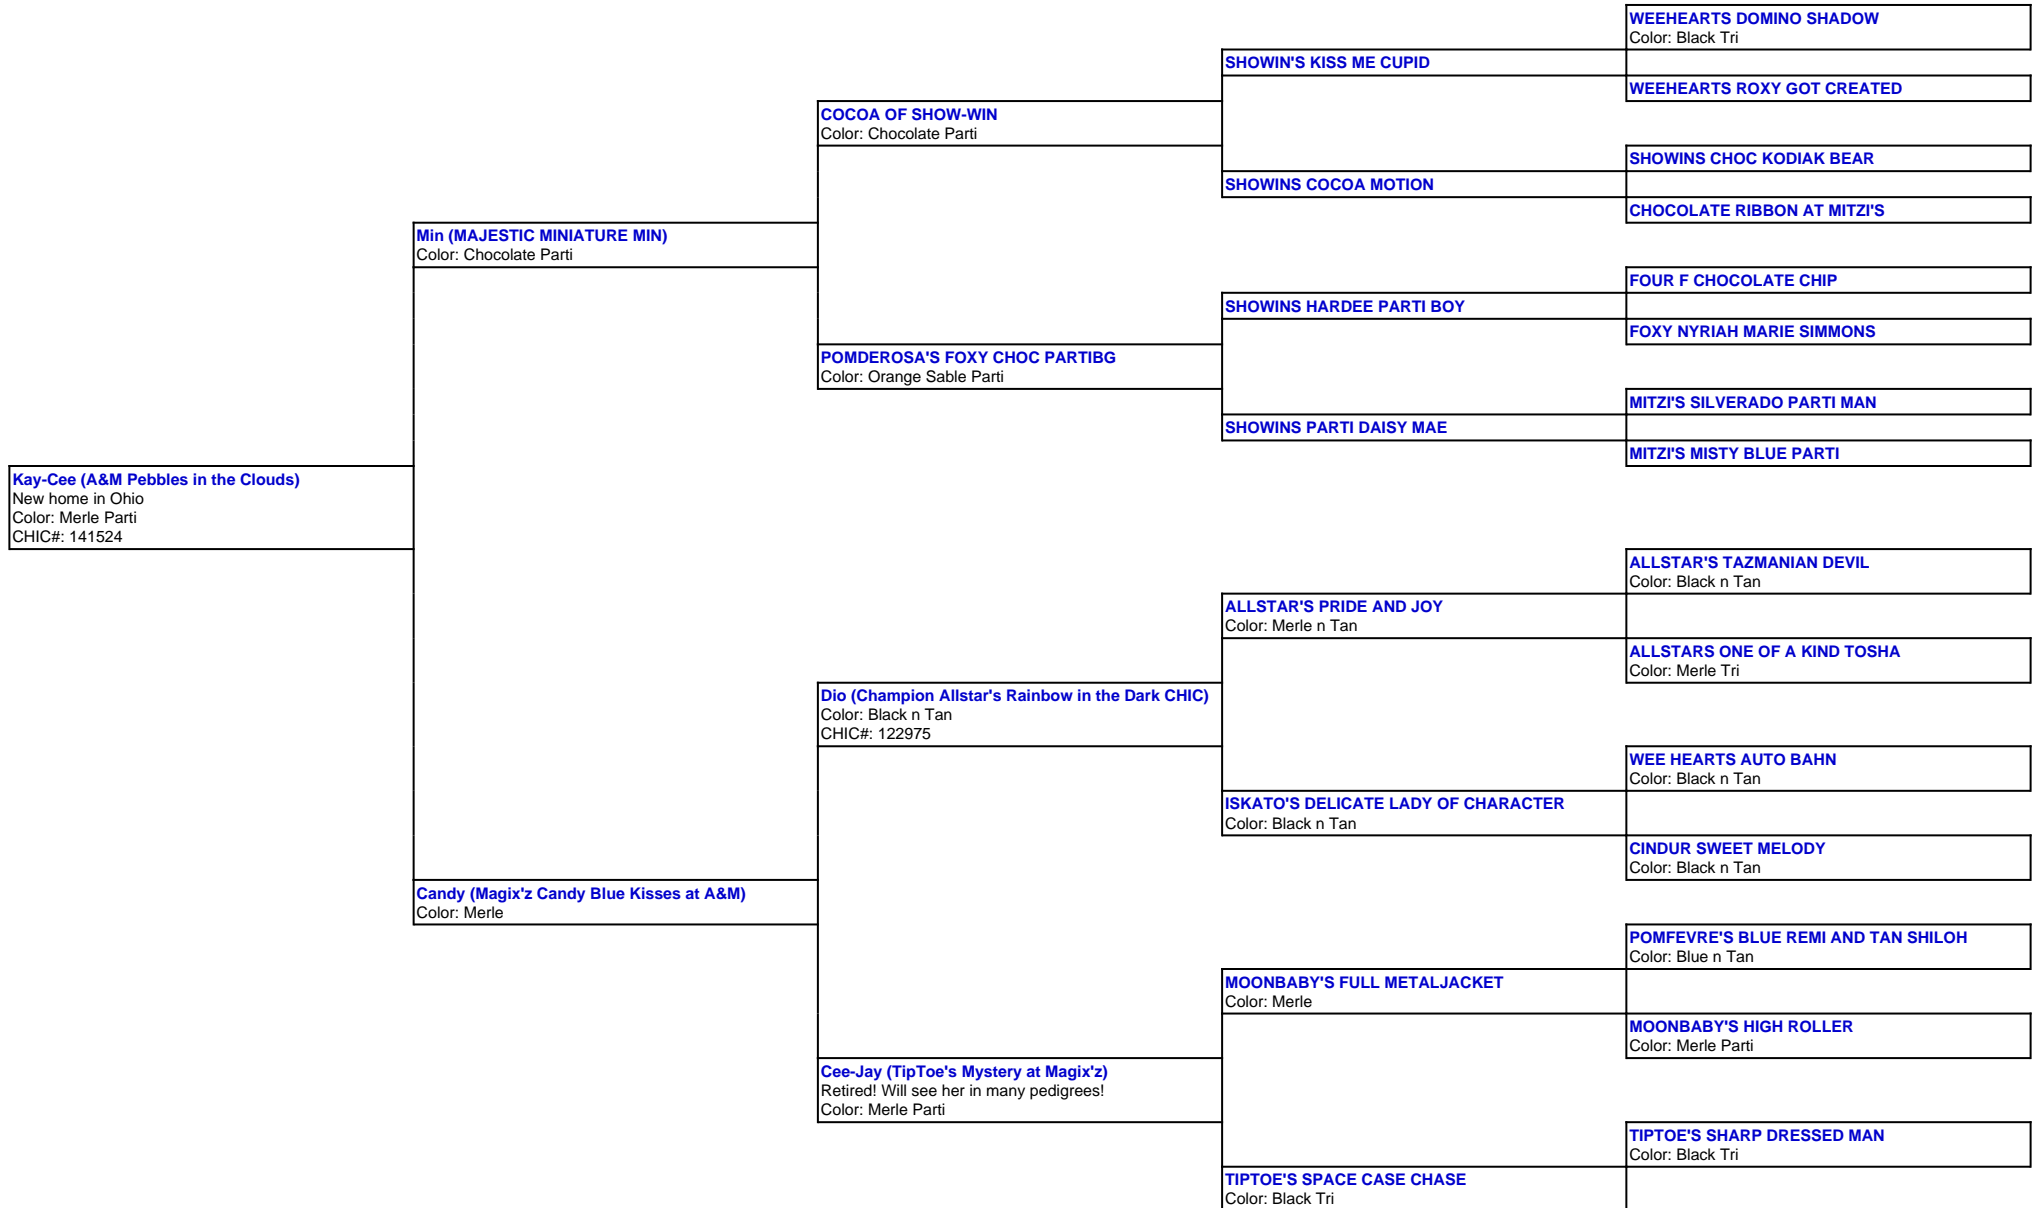 WEEHEARTS DOMINO SHADOW
Color: Black Tri
SHOWIN'S KISS ME CUPID
WEEHEARTS ROXY GOT CREATED
COCOA OF SHOW-WIN
Color: Chocolate Parti
SHOWINS CHOC KODIAK BEAR
SHOWINS COCOA MOTION
CHOCOLATE RIBBON AT MITZI'S
Min (MAJESTIC MINIATURE MIN)
Color: Chocolate Parti
FOUR F CHOCOLATE CHIP
SHOWINS HARDEE PARTI BOY
FOXY NYRIAH MARIE SIMMONS
POMDEROSA'S FOXY CHOC PARTIBG
Color: Orange Sable Parti
MITZI'S SILVERADO PARTI MAN
SHOWINS PARTI DAISY MAE
MITZI'S MISTY BLUE PARTI
Kay-Cee (A&M Pebbles in the Clouds)
New home in Ohio
Color: Merle Parti
CHIC#: 141524
ALLSTAR'S TAZMANIAN DEVIL
Color: Black n Tan
ALLSTAR'S PRIDE AND JOY
Color: Merle n Tan
ALLSTARS ONE OF A KIND TOSHA
Color: Merle Tri
Dio (Champion Allstar's Rainbow in the Dark CHIC)
Color: Black n Tan
CHIC#: 122975
WEE HEARTS AUTO BAHN
Color: Black n Tan
ISKATO'S DELICATE LADY OF CHARACTER
Color: Black n Tan
CINDUR SWEET MELODY
Color: Black n Tan
Candy (Magix'z Candy Blue Kisses at A&M)
Color: Merle
POMFEVRE'S BLUE REMI AND TAN SHILOH
Color: Blue n Tan
MOONBABY'S FULL METALJACKET
Color: Merle
MOONBABY'S HIGH ROLLER
Color: Merle Parti
Cee-Jay (TipToe's Mystery at Magix'z)
Retired! Will see her in many pedigrees!
Color: Merle Parti
TIPTOE'S SHARP DRESSED MAN
Color: Black Tri
TIPTOE'S SPACE CASE CHASE
Color: Black Tri